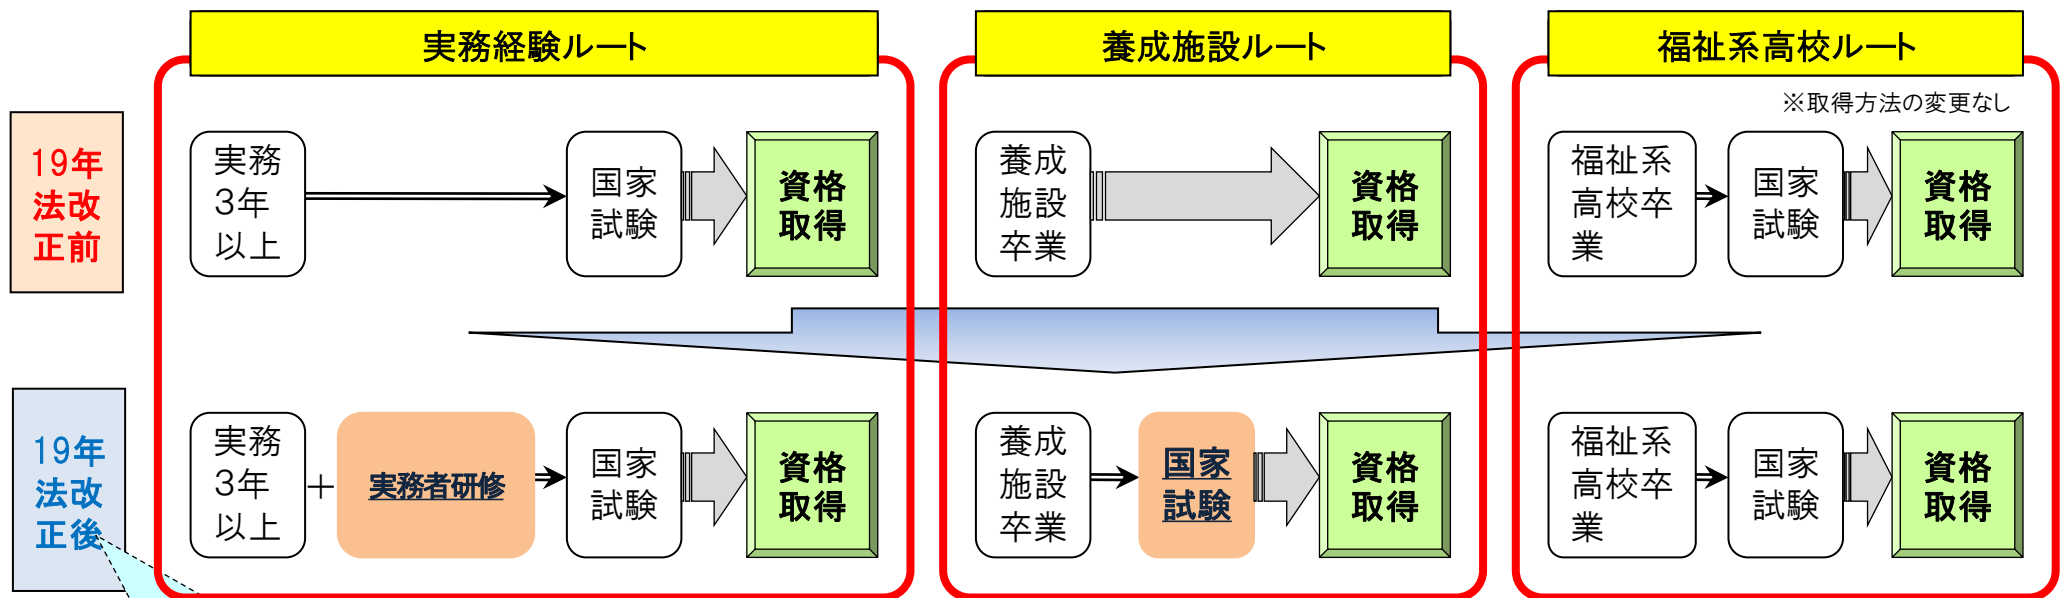 実務経験ルート
養成施設ルート
福祉系高校ルート
※取得方法の変更なし
19年
法改
正前
実務
3年
以上
国家
試験
資格
取得
養成
施設
卒業
資格
取得
福祉系
高校卒
業
国家
試験
資格
取得
19年
法改
正後
実務
3年
以上
＋
実務者研修
国家
試験
資格
取得
養成
施設
卒業
国家
試験
資格
取得
福祉系
高校卒
業
国家
試験
資格
取得